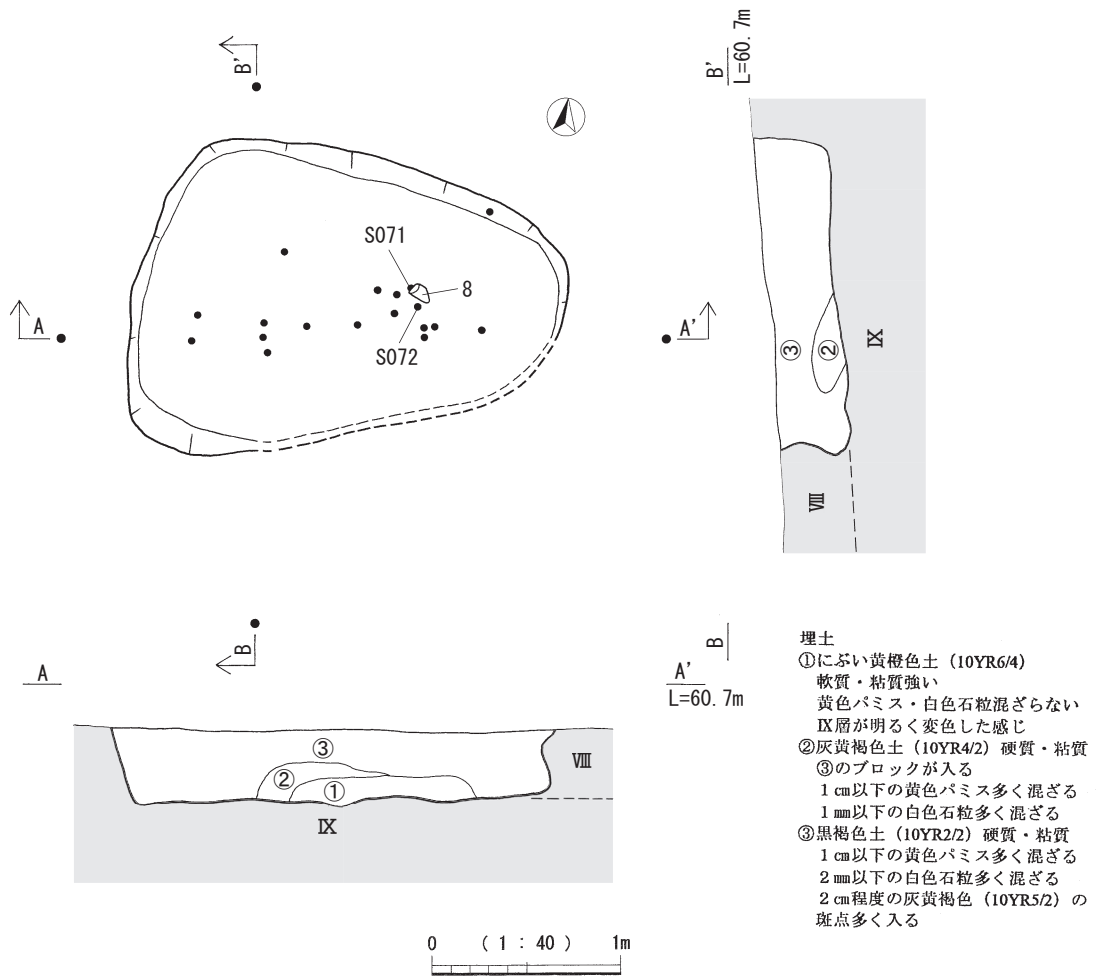 B'
B'
L=60.7m
S071
8
A
A'
S072
③
②
Ⅸ
Ⅷ
B
B
A
A'
L=60.7m
③
②
①
Ⅷ
Ⅸ
埋土
①にぶい黄橙色土（10YR6/4）
軟質・粘質強い
黄色パミス・白色石粒混ざらない
Ⅸ層が明るく変色した感じ
②灰黄褐色土（10YR4/2）硬質・粘質
③のブロックが入る
1㎝以下の黄色パミス多く混ざる
1㎜以下の白色石粒多く混ざる
③黒褐色土（10YR2/2）硬質・粘質
1㎝以下の黄色パミス多く混ざる
2㎜以下の白色石粒多く混ざる
2㎝程度の灰黄褐色（10YR5/2）の
斑点多く入る
0 （1：40） 1m